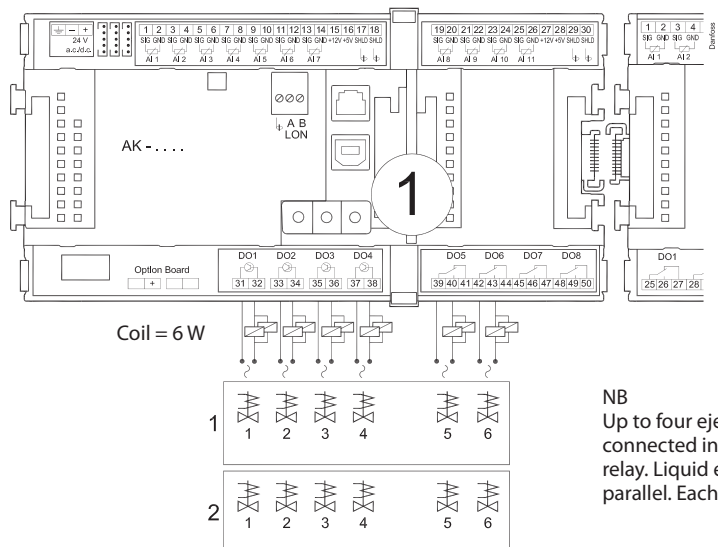 1 2 3 4 5 6 7 8 9 10 11 12 13 14 15 16 17 18
SIG GND SIG GND SIG GND SIG GND SIG GND SIG GND SIG GND +12V +5V SHLD SHLD
AI 1 AI 2 AI 3 AI 4 AI 5 AI 6 AI 7
19 20 21 22 23 24 25 26 27 28 29 30
SIG GND SIG GND SIG GND SIG GND +12V +5V SHLD SHLD
AI 8 AI 9 AI 10 AI 11
1 2 3 4
SIG GND SIG GND
AI 1 AI 2
Danfoss
- +
24 V
a.c./d.c.
A B
LON
AK - . . . .
1
Option Board
+
DO1 DO2 DO3 DO4
31 32 33 34 35 36 37 38
DO5 DO6 DO7 DO8
39 40 41 42 43 44 45 46 47 48 49 50
DO1
25 26 27 28
Coil = 6 W
1
1 2 3 4 5 6
2
1 2 3 4 5 6
NB
Up to four eje
connected in
relay. Liquid e
parallel. Each